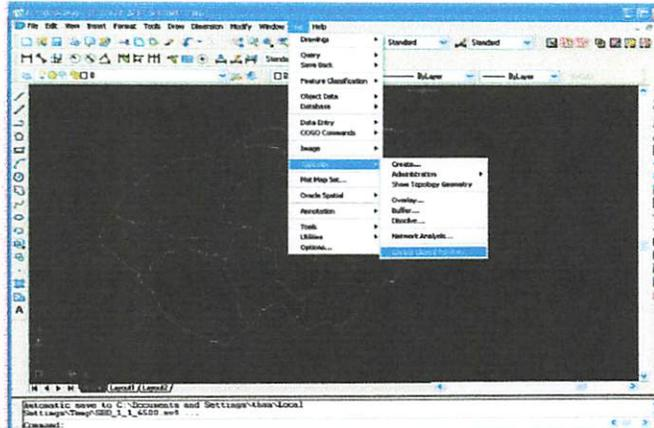 File Edit View Insert Format Tools Draw Dimension Modify Window Help
Standard Standard
0 ByLayer ByLayer
Drawings
Query
Save Back
Feature Classification
Object Data
Database
Data Entry
COGO Commands
Image
Plot Map Set...
Oracle Spatial
Annotation
Tools
Utilities
Options...
Create...
Administration
Show Topology Geometry
Overlay...
Buffer...
Dissolve...
Network Analysis...
Layout1 Layout2
Automatic save to C:\Documents and Settings\
Local
Settings\Temp\
Command: